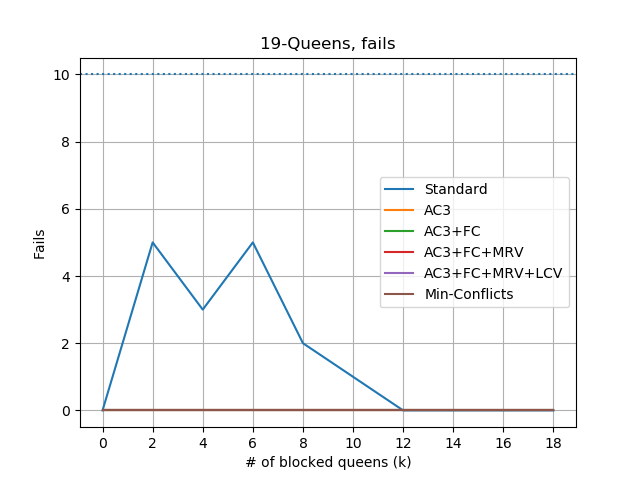 19-Queens, fails
10
8
6
4
2
0
Fails
Standard
AC3
AC3+FC
AC3+FC+MRV
AC3+FC+MRV+LCV
Min-Conflicts
0 2 4 6 8 10 12 14 16 18
# of blocked queens (k)